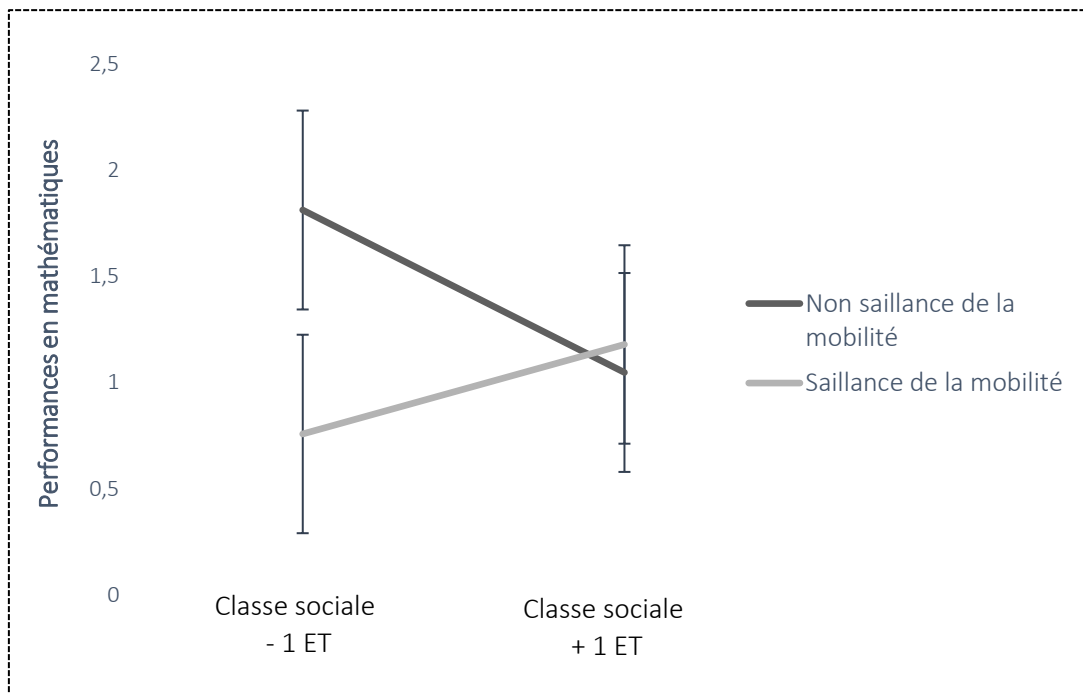 Performances en mathématiques
2,5
2
1,5
1
0,5
0
Classe sociale
- 1 ET
Classe sociale
+ 1 ET
Non saillance de la
mobilité
Saillance de la mobilité